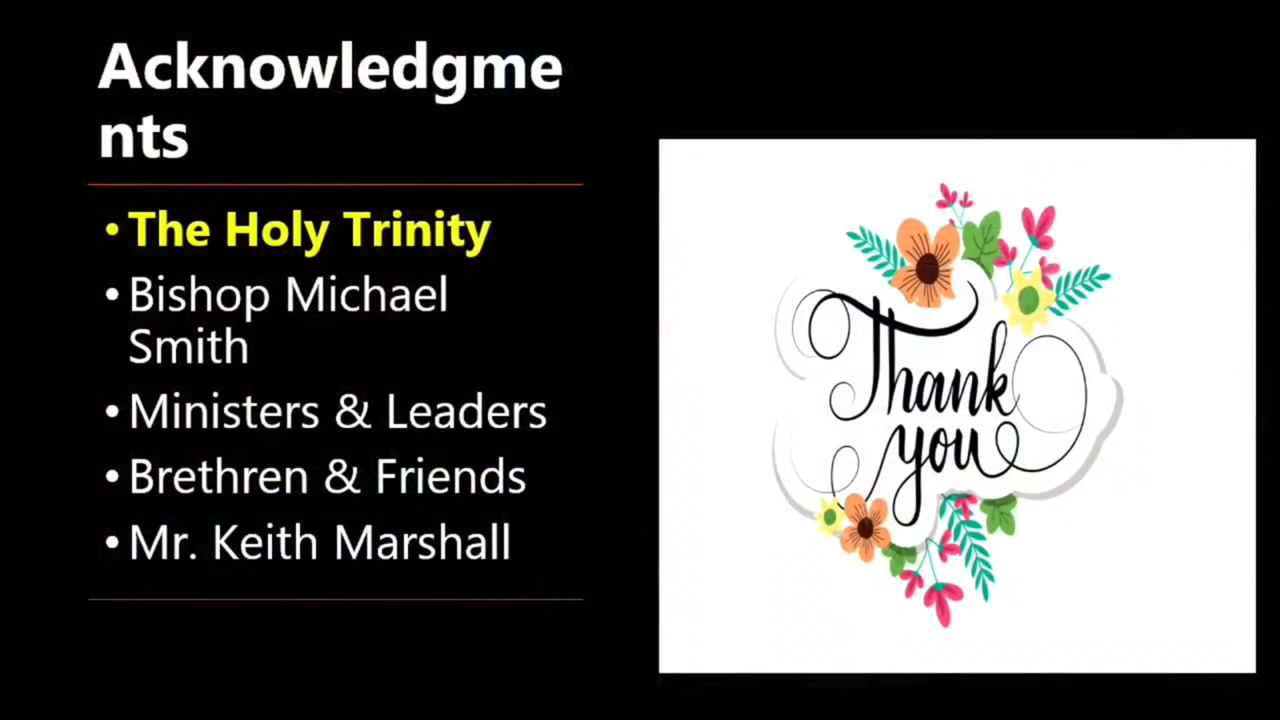 Acknowledgme
nts
• The Holy Trinity
• Bishop Michael
Smith
• Ministers & Leaders
• Brethren & Friends
• Mr. Keith Marshall
Thank
you